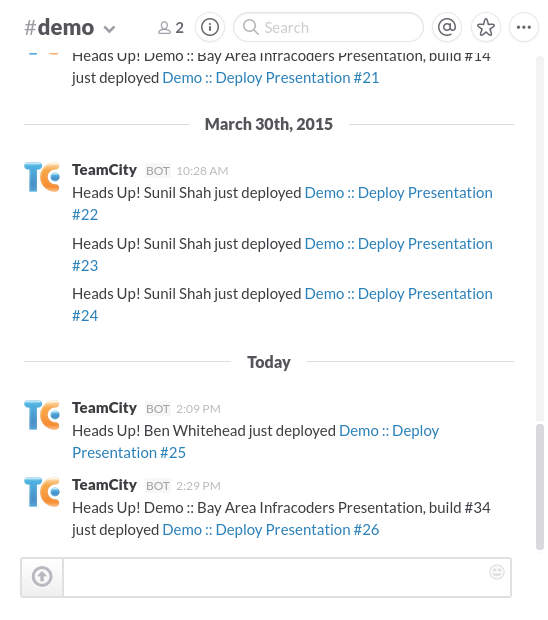 #demo
2
Search
Heads Up! Demo :: Bay Area Infracoders Presentation, build #14
just deployed Demo :: Deploy Presentation #21
March 30th, 2015
TeamCity BOT 10:28 AM
Heads Up! Sunil Shah just deployed Demo :: Deploy Presentation
#22
Heads Up! Sunil Shah just deployed Demo :: Deploy Presentation
#23
Heads Up! Sunil Shah just deployed Demo :: Deploy Presentation
#24
Today
TeamCity BOT 2:09 PM
Heads Up! Ben Whitehead just deployed Demo :: Deploy
Presentation #25
TeamCity BOT 2:29 PM
Heads Up! Demo :: Bay Area Infracoders Presentation, build #34
just deployed Demo :: Deploy Presentation #26